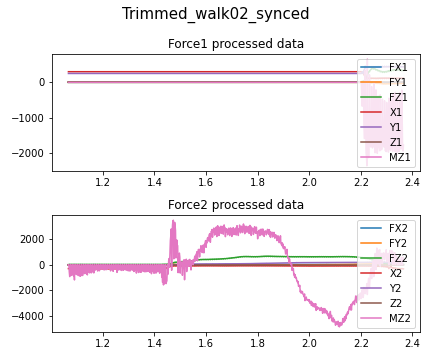 Trimmed_walk02_synced
Force1 processed data
0
-1000
-2000
FX1
FY1
FZ1
X1
Y1
Z1
MZ1
1.2 1.4 1.6 1.8 2.0 2.2 2.4
Force2 processed data
2000
0
-2000
-4000
FX2
FY2
FZ2
X2
Y2
Z2
MZ2
1.2 1.4 1.6 1.8 2.0 2.2 2.4